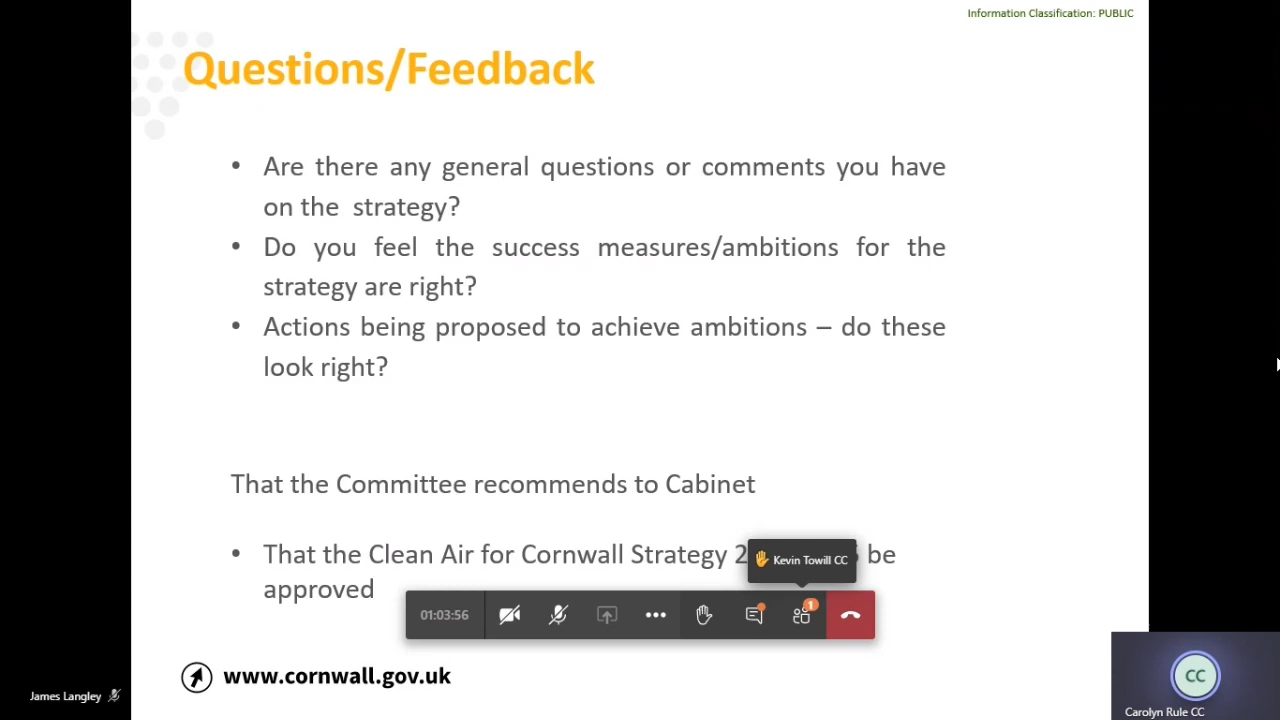 Information Classification: PUBLIC
Questions/Feedback
• Are there any general questions or comments you have
on the strategy?
• Do you feel the success measures/ambitions for the
strategy are right?
• Actions being proposed to achieve ambitions – do these
look right?
That the Committee recommends to Cabinet
• That the Clean Air for Cornwall Strategy be
approved
Kevin Towill CC
01:03:56
1
www.cornwall.gov.uk
James Langley
CC
Carolyn Rule CC